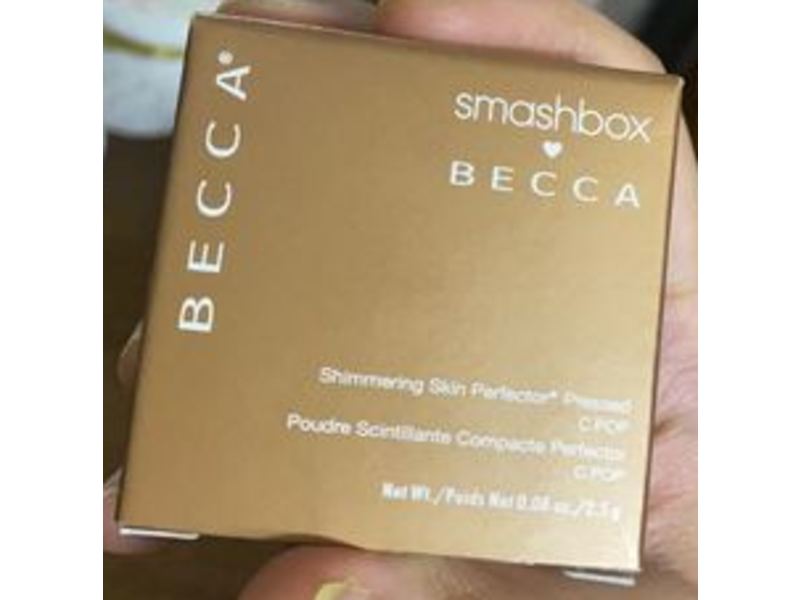 BECCA®
smashbox
♥
BECCA
Shimmering Skin Perfector® Pressed
C.POP
Poudre Scintillante Compacte Perfector
C.POP
Net Wt./Poids Net 0.08 oz./2.5 g